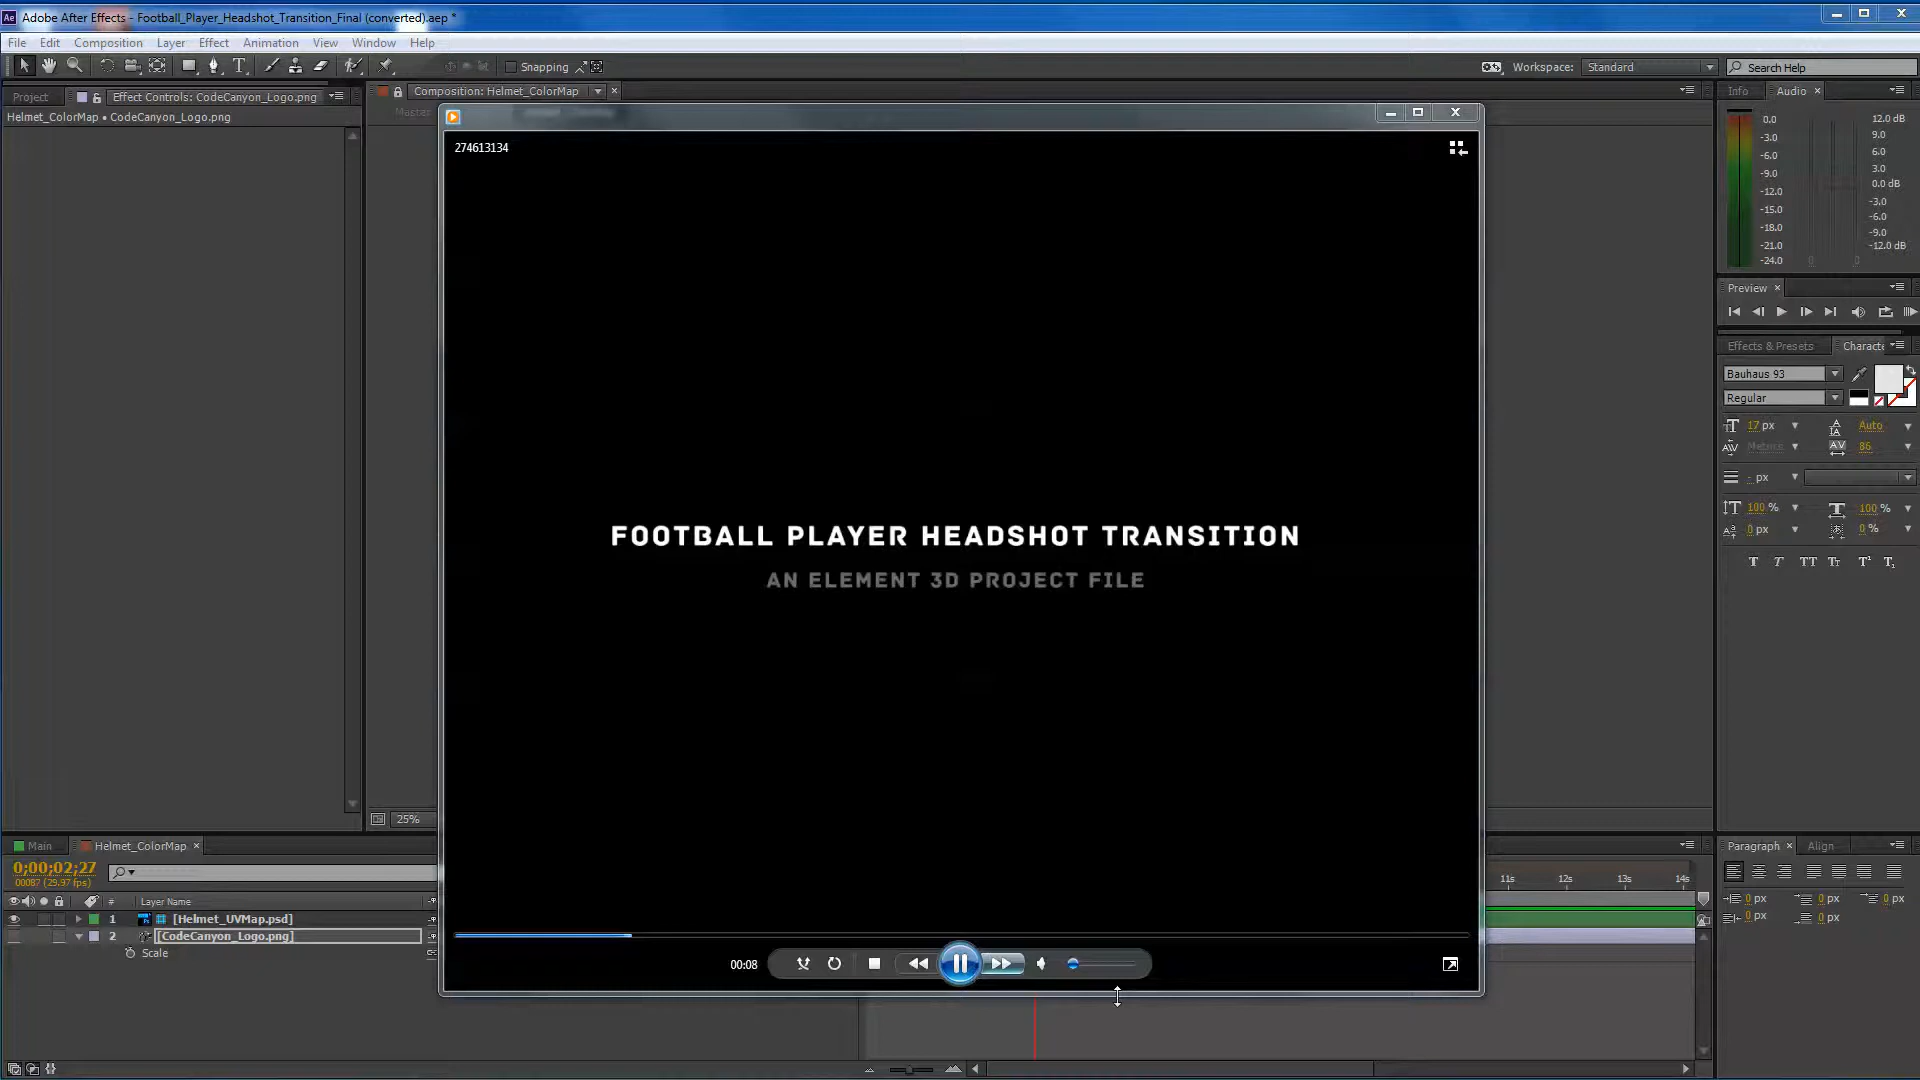 Adobe After Effects - Football_Player_Headshot_Transition_Final (converted).aep *
File Edit Composition Layer Effect Animation View Window Help
Snapping
Workspace: Standard
Search Help
Project
Effect Controls: CodeCanyon_Logo.png
Composition: Helmet_ColorMap
Info
Audio
Helmet_ColorMap • CodeCanyon_Logo.png
Master
0.0 12.0 dB
-3.0 9.0
-6.0 6.0
-9.0 3.0
-12.0 0.0 dB
-15.0 -3.0
-18.0 -6.0
-21.0 -9.0
-24.0 -12.0 dB
0 0
274613134
Preview
Effects & Presets
Characte
Bauhaus 93
Regular
17 px Auto
Metrics 86
- px
100 % 100 %
0 px 0 %
FOOTBALL PLAYER HEADSHOT TRANSITION
AN ELEMENT 3D PROJECT FILE
25%
00:08
Main
Helmet_ColorMap
0;00;02;27
00087 (29.97 fps)
# Layer Name
1 [Helmet_UVMap.psd]
2 [CodeCanyon_Logo.png]
Scale
11s 12s 13s 14s
Paragraph
Align
0 px 0 px 0 px
0 px 0 px